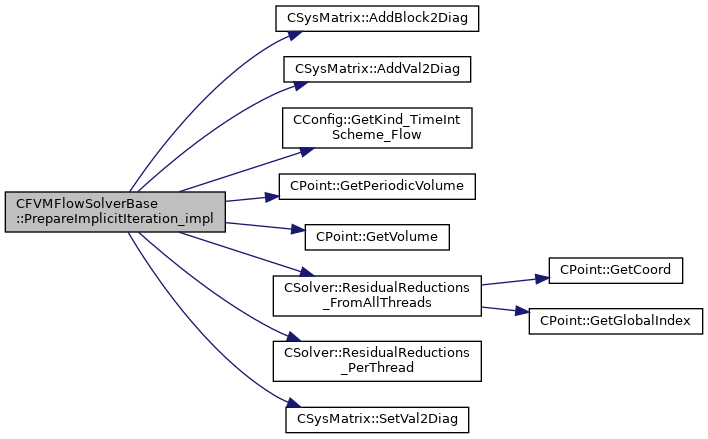 CSysMatrix::AddBlock2Diag
CSysMatrix::AddVal2Diag
CConfig::GetKind_TimeInt
Scheme_Flow
CFVMFlowSolverBase
::PrepareImplicitIteration_impl
CPoint::GetPeriodicVolume
CPoint::GetVolume
CSolver::ResidualReductions
_FromAllThreads
CPoint::GetCoord
CPoint::GetGlobalIndex
CSolver::ResidualReductions
_PerThread
CSysMatrix::SetVal2Diag